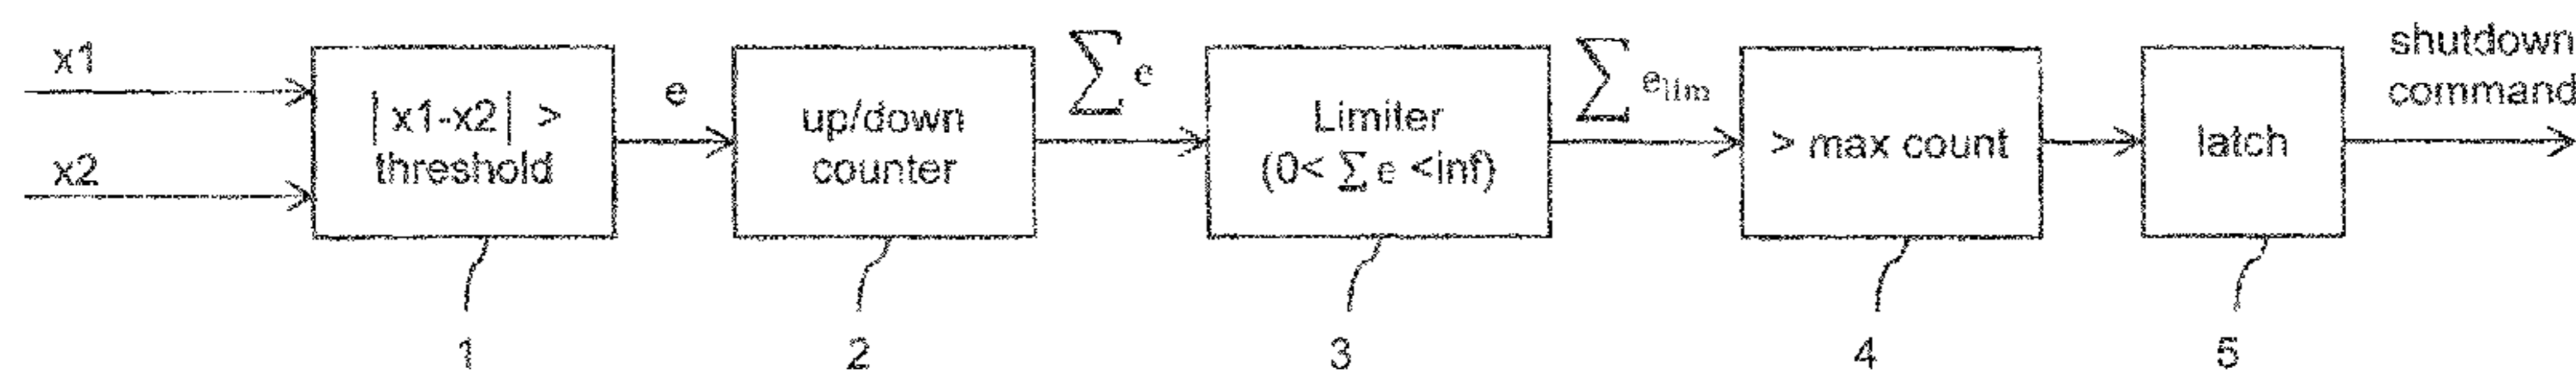 x1
x2
|x1-x2| >
threshold
e
up/down
counter
∑ e
Limiter
(0< ∑ e <inf)
∑ e_lim
> max count
latch
shutdown
command
1
2
3
4
5